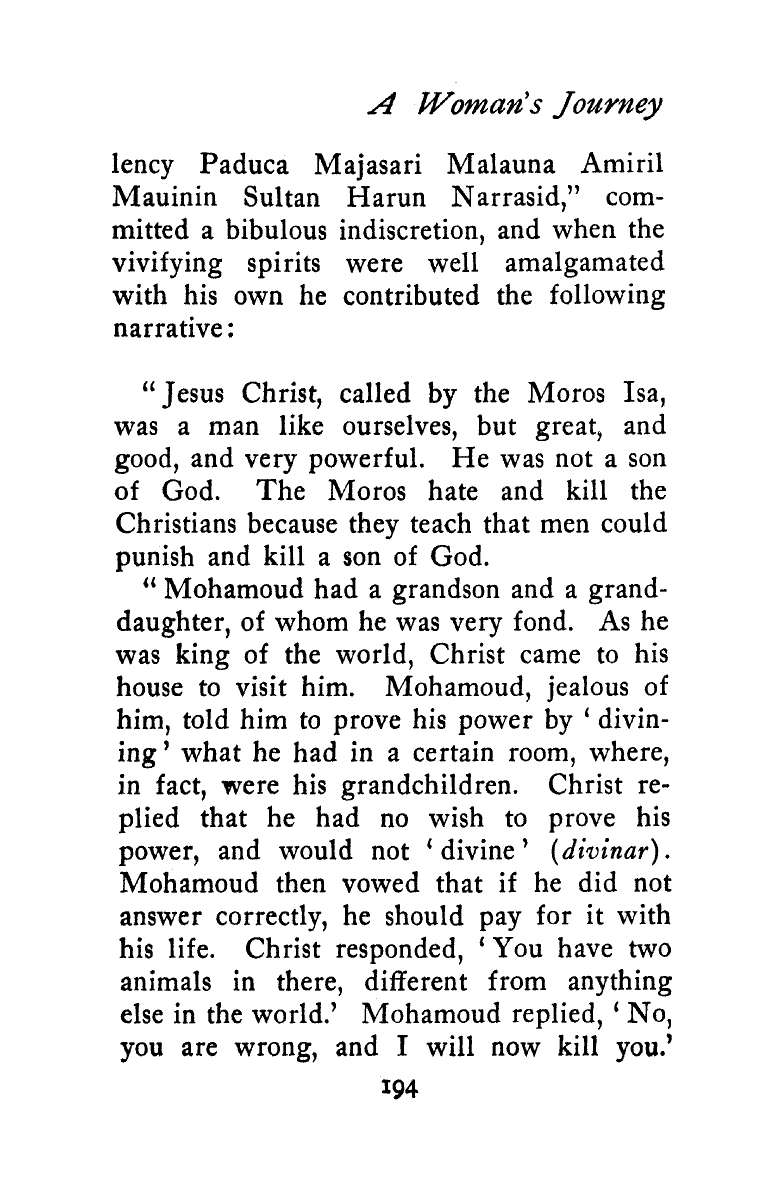 A Woman's Journey
lency Paduca Majasari Malauna Amiril
Mauinin Sultan Harun Narrasid,” com-
mitted a bibulous indiscretion, and when the
vivifying spirits were well amalgamated
with his own he contributed the following
narrative:
“Jesus Christ, called by the Moros Isa,
was a man like ourselves, but great, and
good, and very powerful. He was not a son
of God. The Moros hate and kill the
Christians because they teach that men could
punish and kill a son of God.
“Mohamoud had a grandson and a grand-
daughter, of whom he was very fond. As he
was king of the world, Christ came to his
house to visit him. Mohamoud, jealous of
him, told him to prove his power by ‘divin-
ing’ what he had in a certain room, where,
in fact, were his grandchildren. Christ re-
plied that he had no wish to prove his
power, and would not ‘divine’ (divinar).
Mohamoud then vowed that if he did not
answer correctly, he should pay for it with
his life. Christ responded, ‘You have two
animals in there, different from anything
else in the world.’ Mohamoud replied, ‘No,
you are wrong, and I will now kill you.’
194